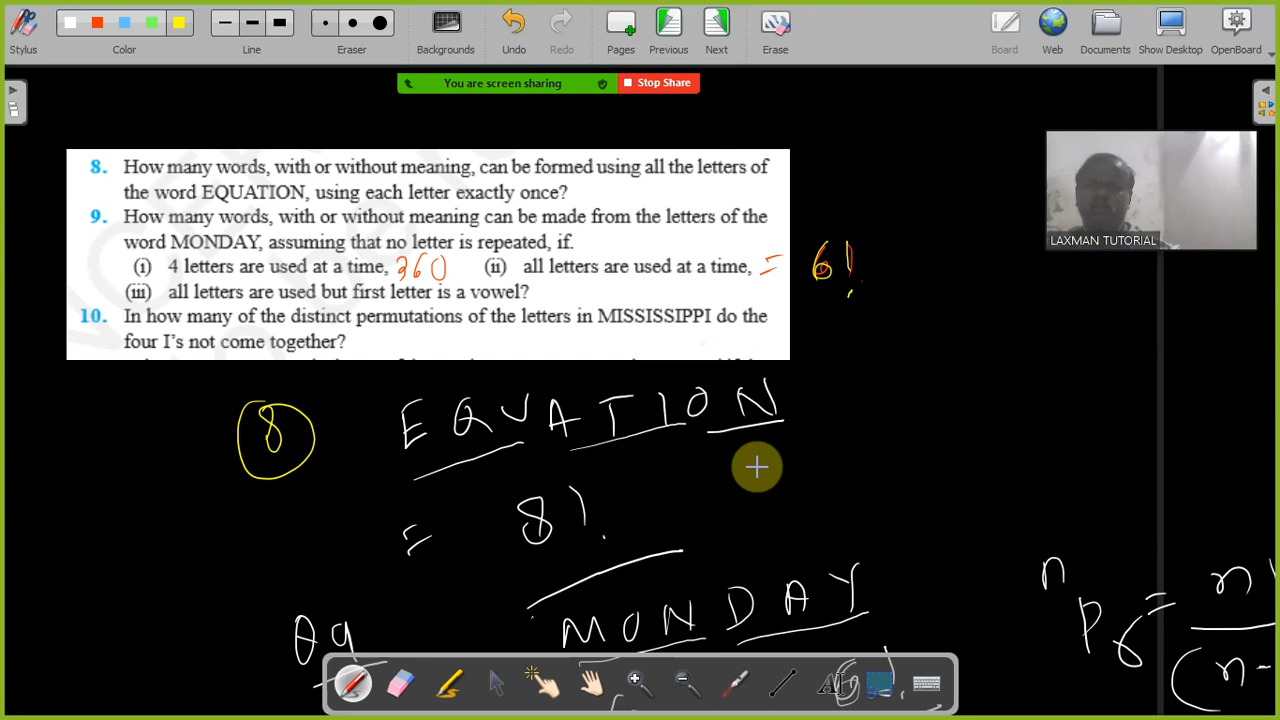 Stylus Color Line Eraser Backgrounds Undo Redo Pages Previous Next Erase Board Web Documents Show Desktop OpenBoard
You are screen sharing Stop Share
8. How many words, with or without meaning, can be formed using all the letters of
the word EQUATION, using each letter exactly once?
9. How many words, with or without meaning can be made from the letters of the
word MONDAY, assuming that no letter is repeated, if.
(i) 4 letters are used at a time, 360 (ii) all letters are used at a time, = 6!
(iii) all letters are used but first letter is a vowel?
10. In how many of the distinct permutations of the letters in MISSISSIPPI do the
four I's not come together?
LAXMAN TUTORIAL
8 EQUATION
= 8!
MONDAY
n P r = n!
(n-